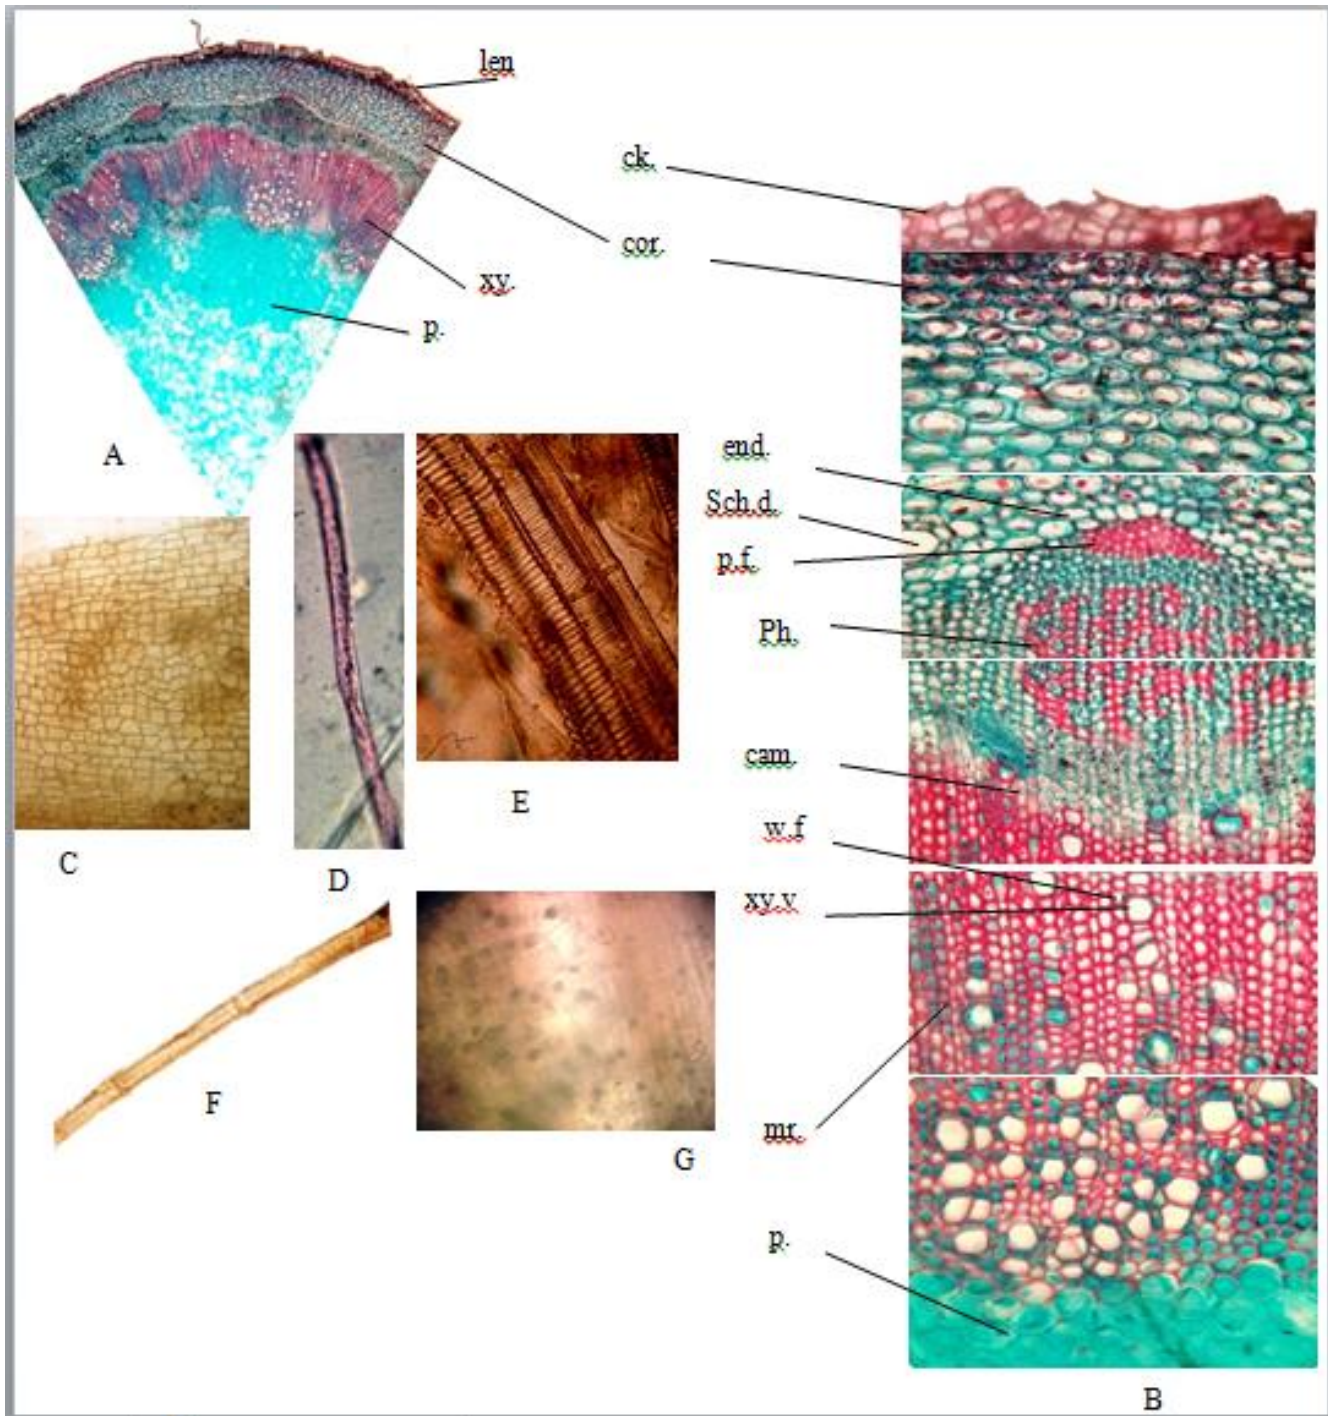 len
ck.
cor.
xy.
p.
A
end.
Sch.d.
p.f.
Ph.
cam.
E
w.f
C
D
xy.v
F
mr.
G
p.
B